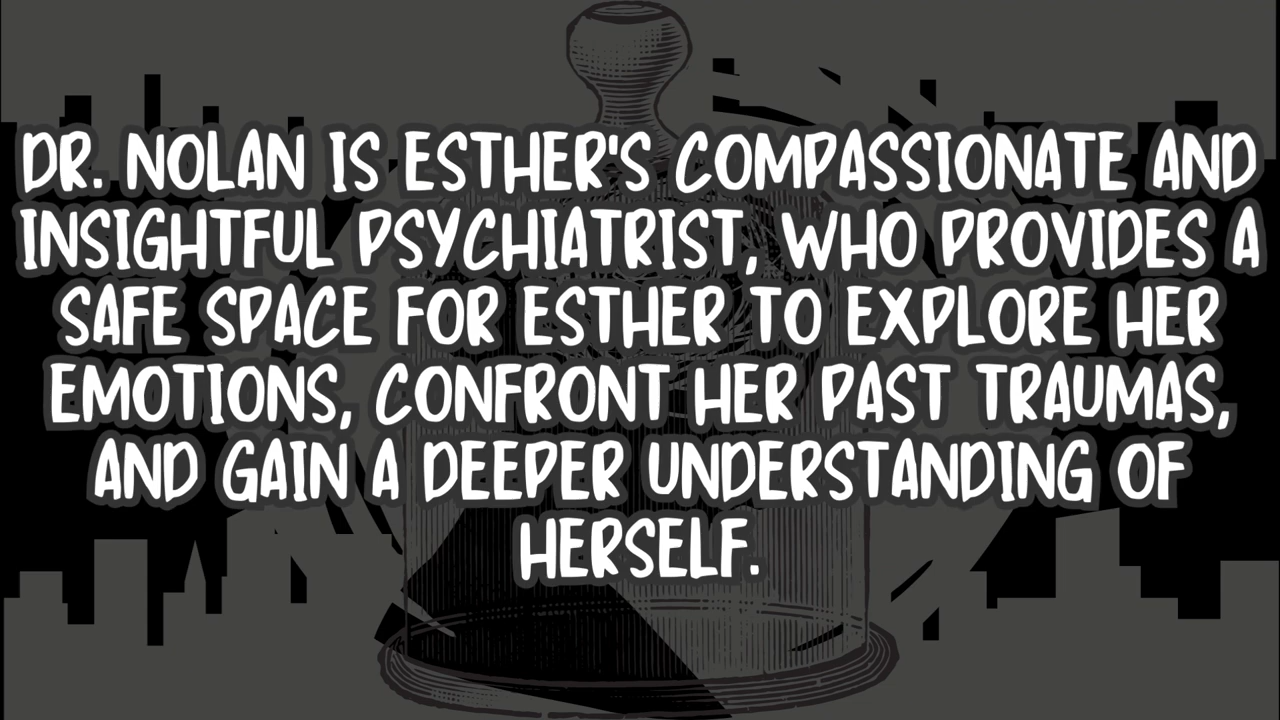 DR. NOLAN IS ESTHER'S COMPASSIONATE AND
INSIGHTFUL PSYCHIATRIST, WHO PROVIDES A
SAFE SPACE FOR ESTHER TO EXPLORE HER
EMOTIONS, CONFRONT HER PAST TRAUMAS,
AND GAIN A DEEPER UNDERSTANDING OF
HERSELF.